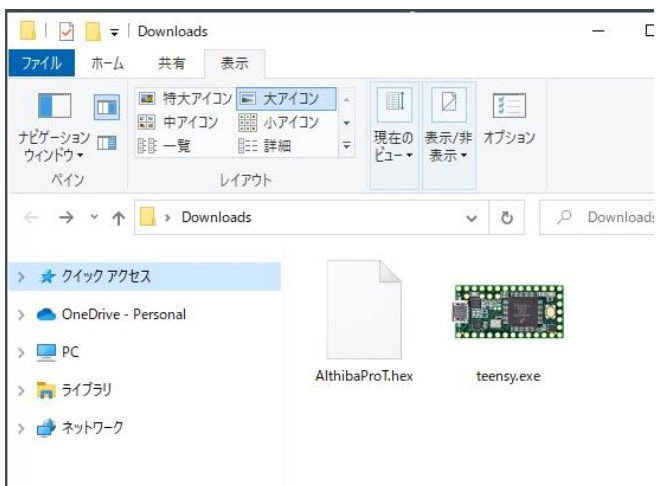 Downloads
ファイル ホーム 共有 表示
特大アイコン 大アイコン
中アイコン 小アイコン
一覧 詳細
ナビゲーション
ウィンドウ
現在の
ビュー
表示/非
表示
オプション
ペイン レイアウト
Downloads
Downloads
クイック アクセス
OneDrive - Personal
PC
ライブラリ
ネットワーク
AlthibaProT.hex teensy.exe